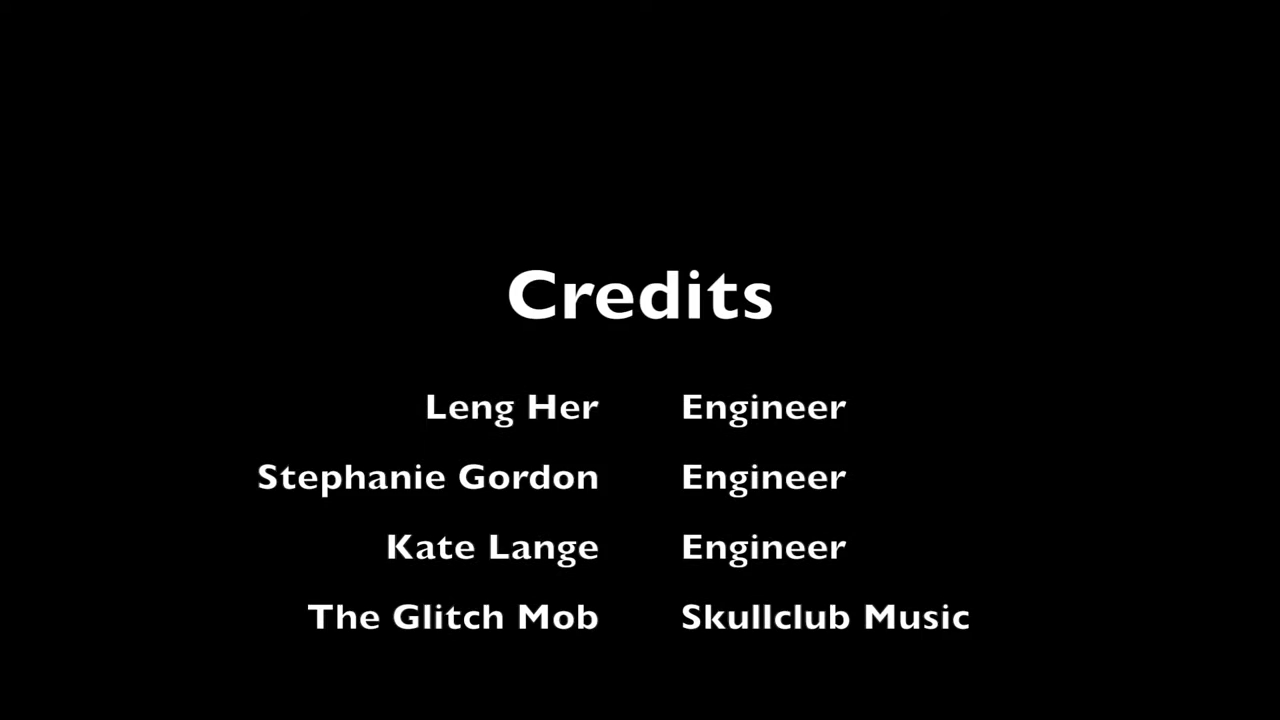 Credits
Leng Her Engineer
Stephanie Gordon Engineer
Kate Lange Engineer
The Glitch Mob Skullclub Music